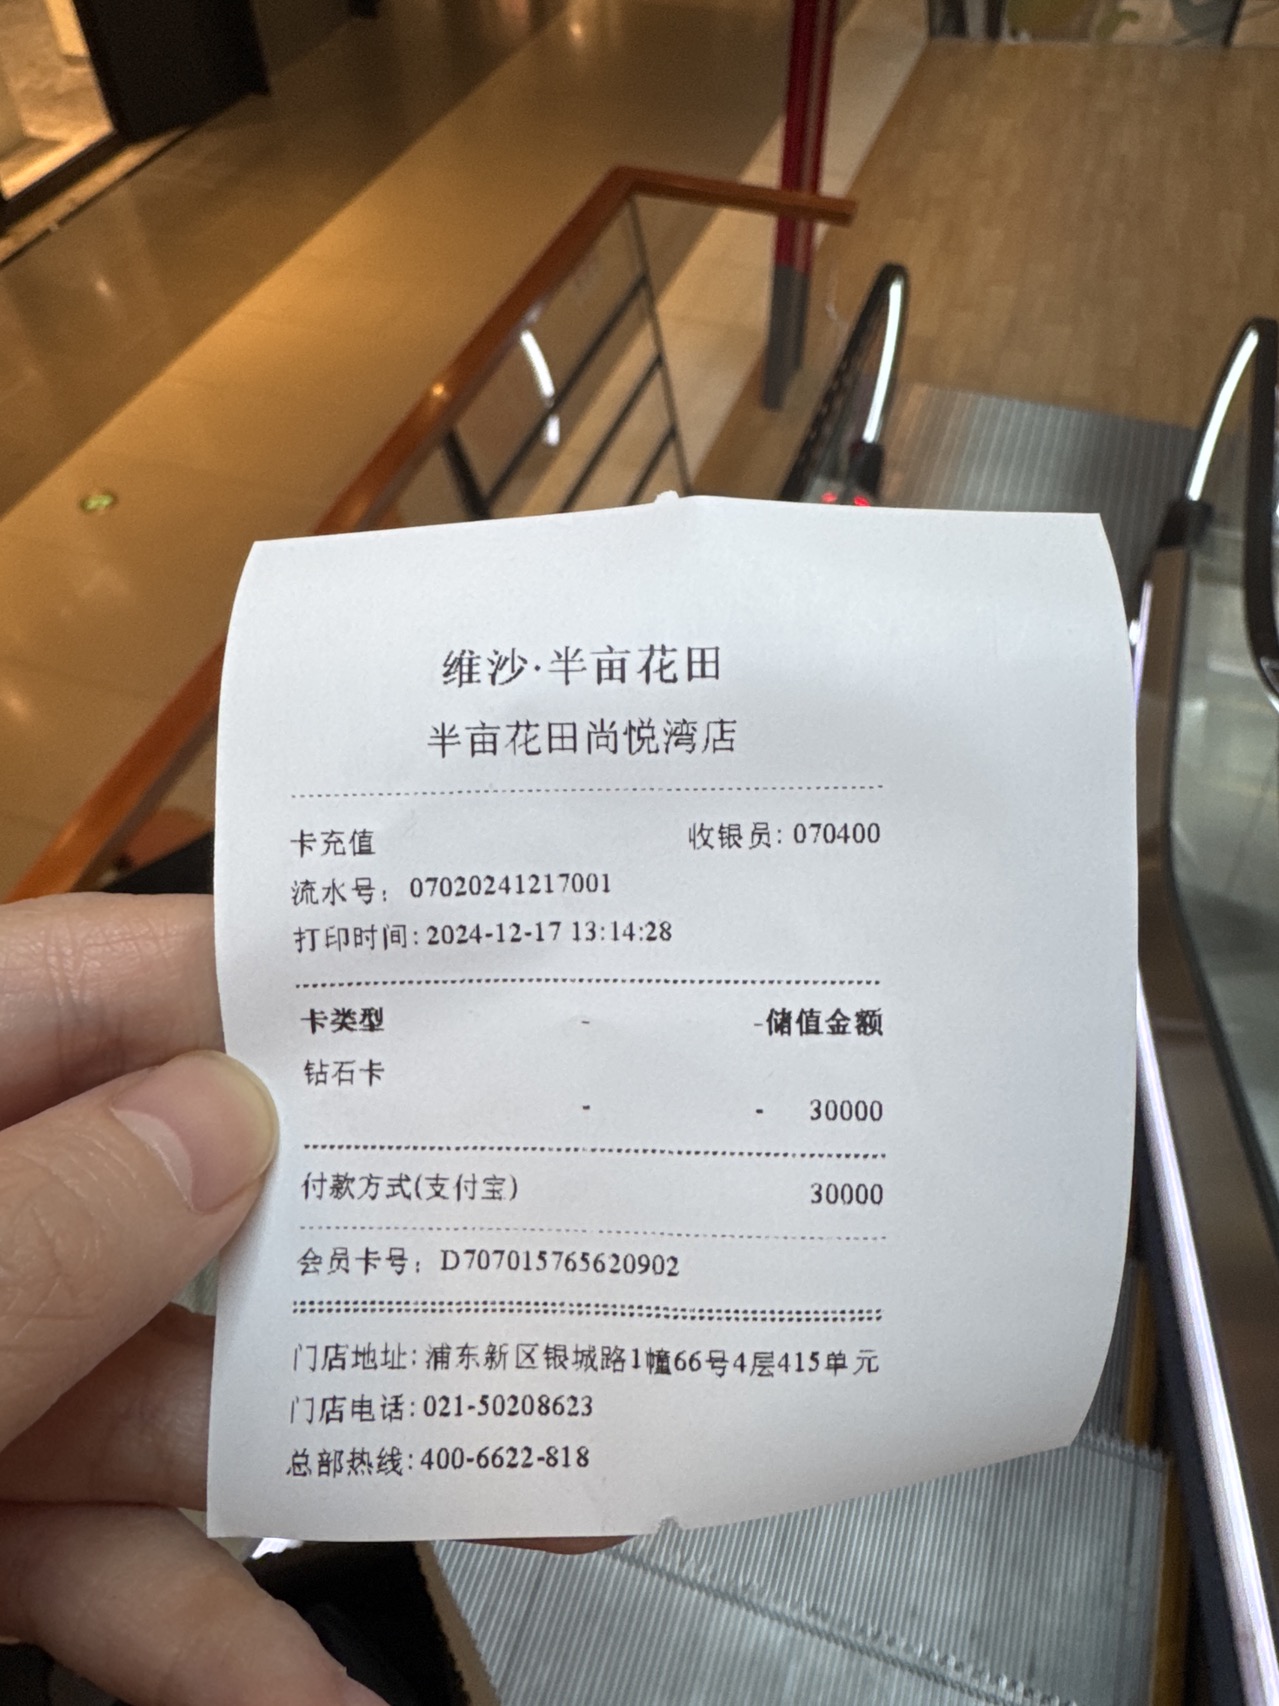 维沙·半亩花田
半亩花田尚悦湾店
卡充值 收银员: 070400
流水号: 07020241217001
打印时间: 2024-12-17 13:14:28
卡类型 - -储值金额
钻石卡
- - 30000
付款方式(支付宝) 30000
会员卡号: D707015765620902
门店地址: 浦东新区银城路1幢66号4层415单元
门店电话: 021-50208623
总部热线: 400-6622-818